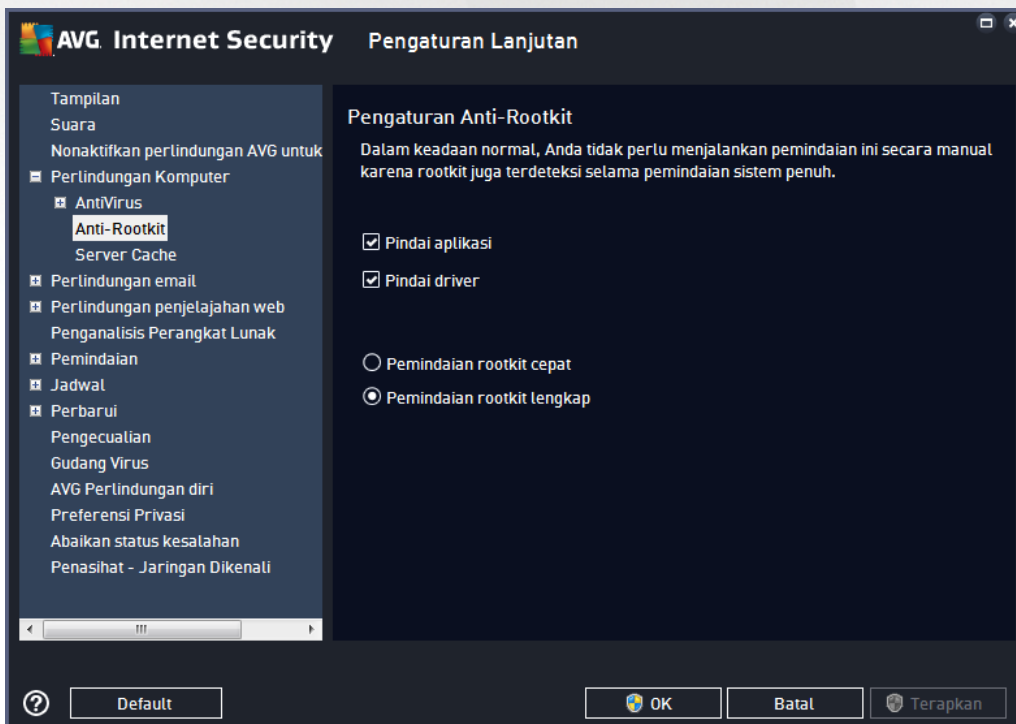 AVG Internet Security
Pengaturan Lanjutan
Tampilan
Suara
Nonaktifkan perlindungan AVG untuk
Perlindungan Komputer
AntiVirus
Anti-Rootkit
Server Cache
Perlindungan email
Perlindungan penjelajahan web
Penganalisis Perangkat Lunak
Pemindaian
Jadwal
Perbarui
Pengecualian
Gudang Virus
AVG Perlindungan diri
Preferensi Privasi
Abaikan status kesalahan
Penasihat - Jaringan Dikenali
Pengaturan Anti-Rootkit
Dalam keadaan normal, Anda tidak perlu menjalankan pemindaian ini secara manual
karena rootkit juga terdeteksi selama pemindaian sistem penuh.
Pindai aplikasi
Pindai driver
Pemindaian rootkit cepat
Pemindaian rootkit lengkap
Default
OK
Batal
Terapkan